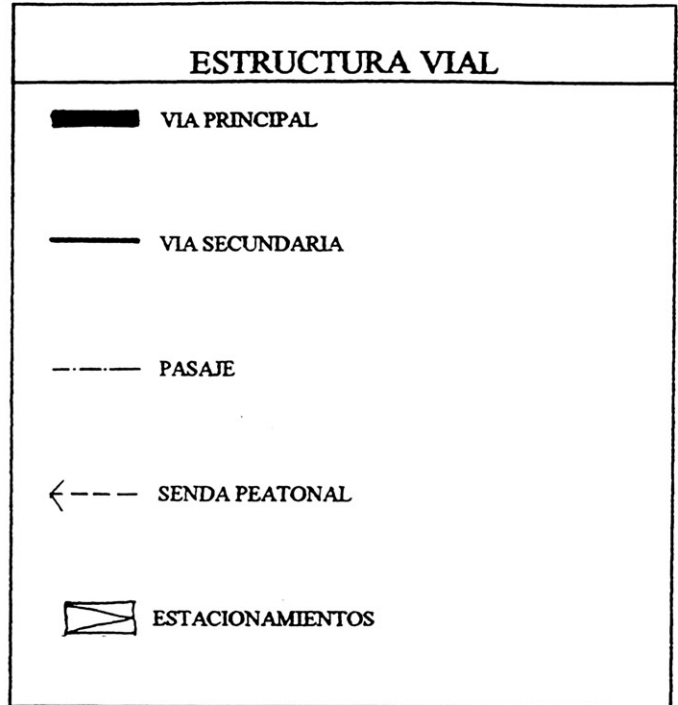 ESTRUCTURA VIAL
VIA PRINCIPAL
VIA SECUNDARIA
PASAJE
SENDA PEATONAL
ESTACIONAMIENTOS